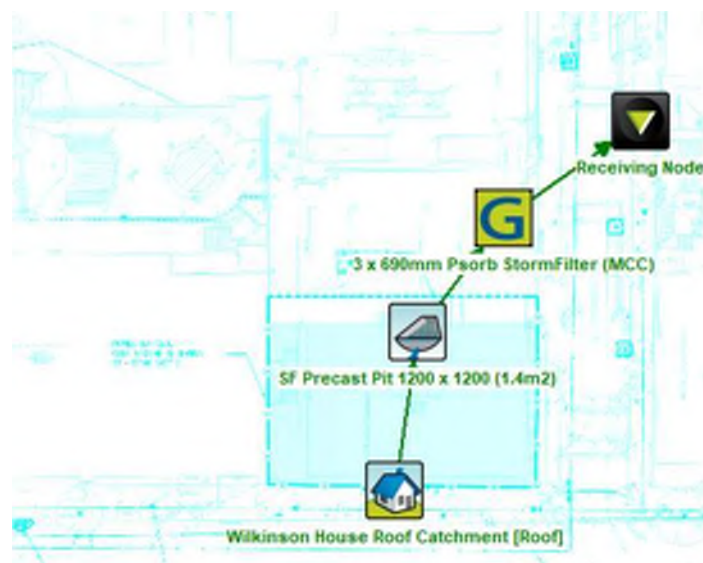 Receiving Node
G
3 x 690mm Psorb StormFilter (MCC)
SF Precast Pit 1200 x 1200 (1.4m2)
Wilkinson House Roof Catchment [Roof]